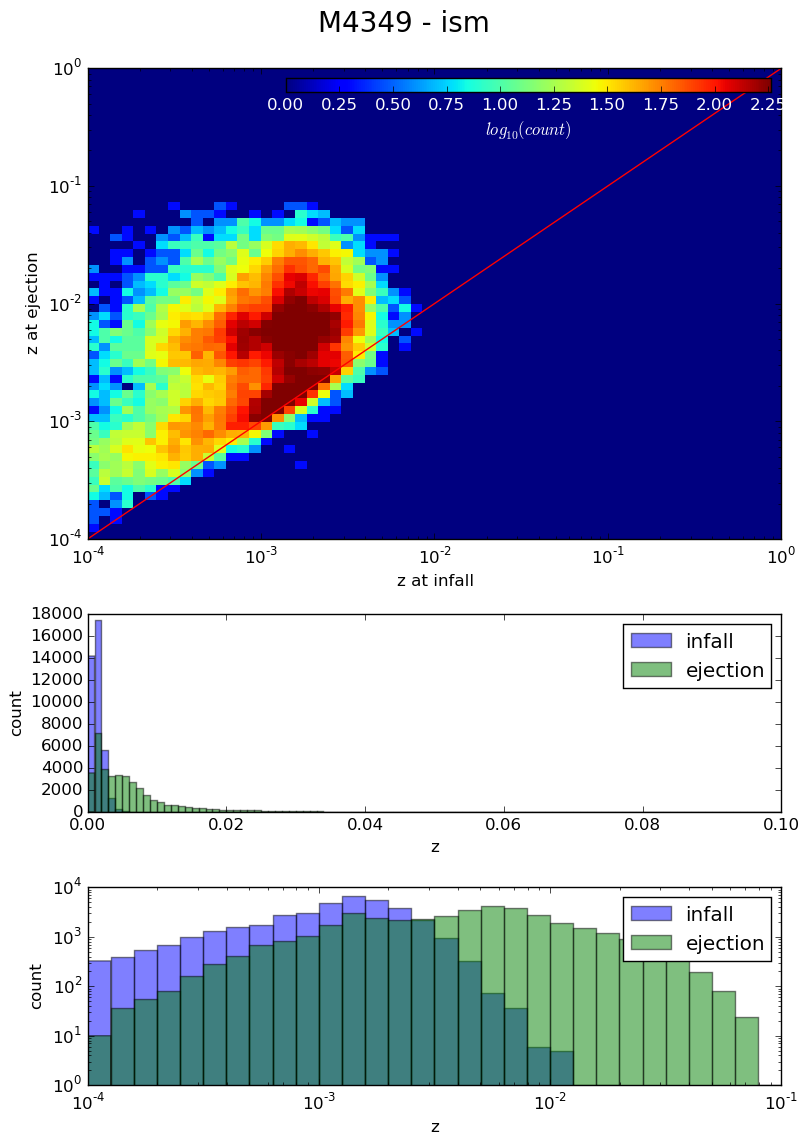 M4349 - ism
10^0
0.00 0.25 0.50 0.75 1.00 1.25 1.50 1.75 2.00 2.25
log_10(count)
10^-1
z at ejection
10^-2
10^-3
10^-4
10^-4 10^-3 10^-2 10^-1 10^0
z at infall
18000
16000
14000
12000
10000
8000
6000
4000
2000
0
count
infall
ejection
0.00 0.02 0.04 0.06 0.08 0.10
z
10^4
10^3
10^2
10^1
10^0
count
infall
ejection
10^-4 10^-3 10^-2 10^-1
z